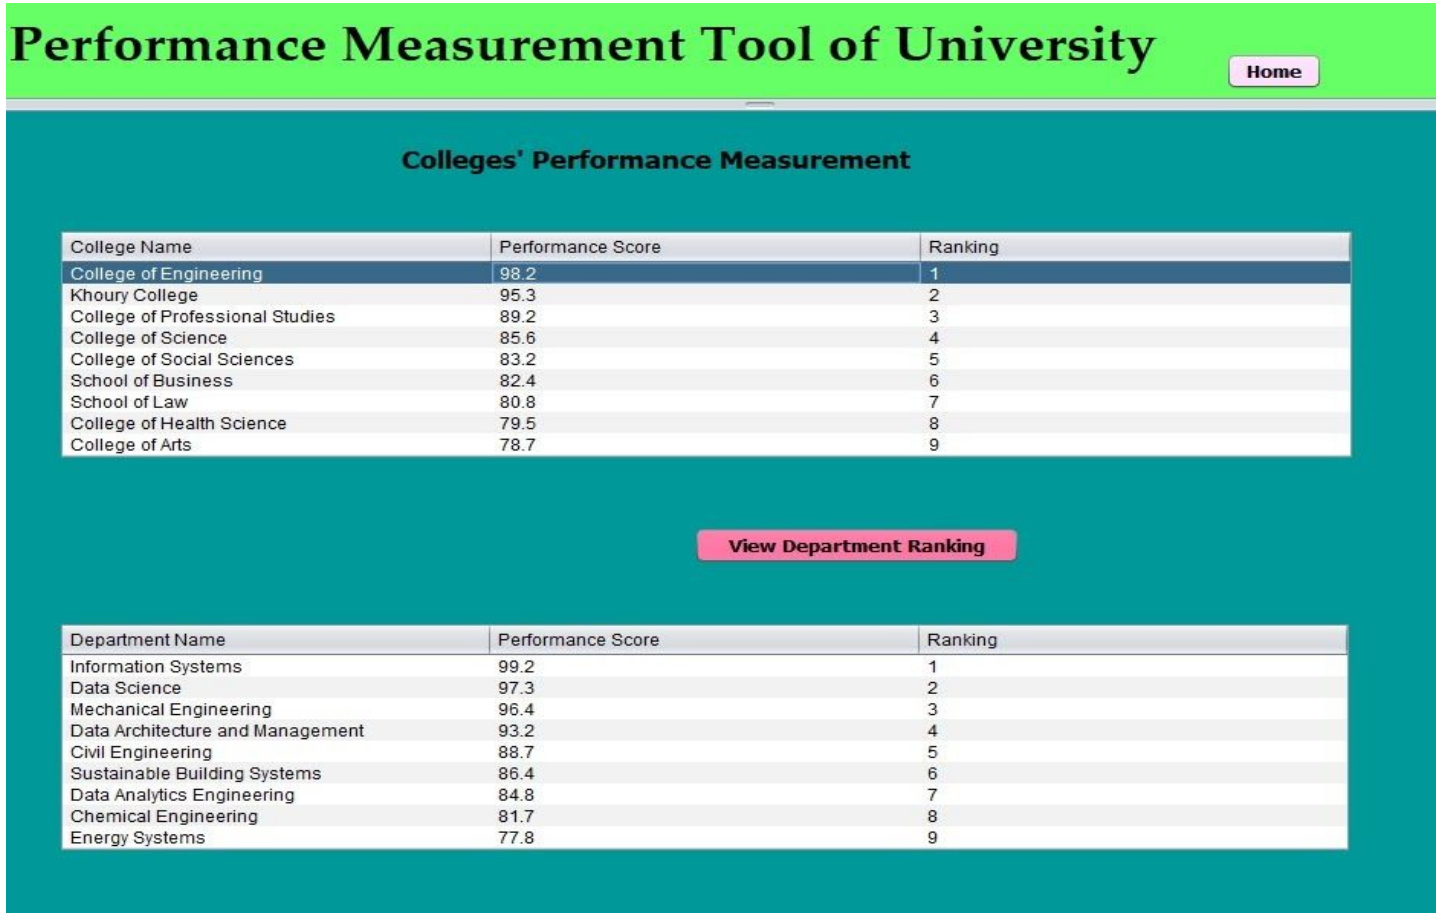 Performance Measurement Tool of University
Home
Colleges' Performance Measurement
College Name Performance Score Ranking
College of Engineering 98.2 1
Khoury College 95.3 2
College of Professional Studies 89.2 3
College of Science 85.6 4
College of Social Sciences 83.2 5
School of Business 82.4 6
School of Law 80.8 7
College of Health Science 79.5 8
College of Arts 78.7 9
View Department Ranking
Department Name Performance Score Ranking
Information Systems 99.2 1
Data Science 97.3 2
Mechanical Engineering 96.4 3
Data Architecture and Management 93.2 4
Civil Engineering 88.7 5
Sustainable Building Systems 86.4 6
Data Analytics Engineering 84.8 7
Chemical Engineering 81.7 8
Energy Systems 77.8 9